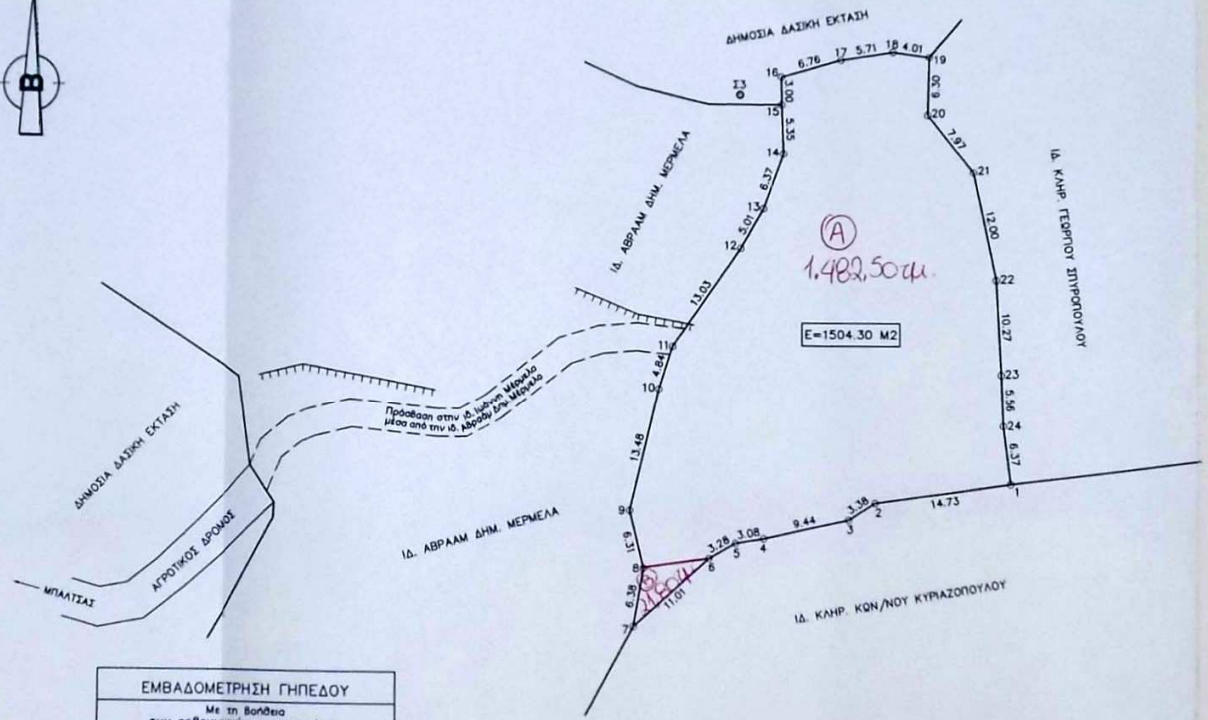 Β
ΔΗΜΟΣΙΑ ΔΑΣΙΚΗ ΕΚΤΑΣΗ
16
6.76
17
5.71
18
4.01
19
Σ3
3.00
15
6.30
20
5.35
14
7.97
21
6.37
13
5.01
12
ΙΔ. ΑΒΡΑΑΜ ΔΗΜ. ΜΕΡΜΕΛΑ
ΙΔ. ΚΛΗΡ. ΓΕΩΡΓΙΟΥ ΣΠΥΡΟΠΟΥΛΟΥ
Α
1.482,50 τμ.
12.00
22
13.03
Ε=1504.30 Μ2
11
10.27
4.84
10
23
Πρόσβαση στην ιδ. Ιωάννη Μέρμελα
μέσα από την ιδ. Αβραάμ Δημ Μέρμελα
5.56
24
13.48
6.37
ΔΗΜΟΣΙΑ ΔΑΣΙΚΗ ΕΚΤΑΣΗ
1
14.73
2
3.38
3
9.44
4
3.08
5
3.28
6
9
6.31
8
ΙΔ. ΑΒΡΑΑΜ ΔΗΜ. ΜΕΡΜΕΛΑ
ΑΓΡΟΤΙΚΟΣ ΔΡΟΜΟΣ
ΜΠΑΛΤΣΑΣ
Β
6.38
11.01
7
ΙΔ. ΚΛΗΡ. ΚΩΝ/ΝΟΥ ΚΥΡΙΑΖΟΠΟΥΛΟΥ
ΕΜΒΑΔΟΜΕΤΡΗΣΗ ΓΗΠΕΔΟΥ
Με τη βοήθεια